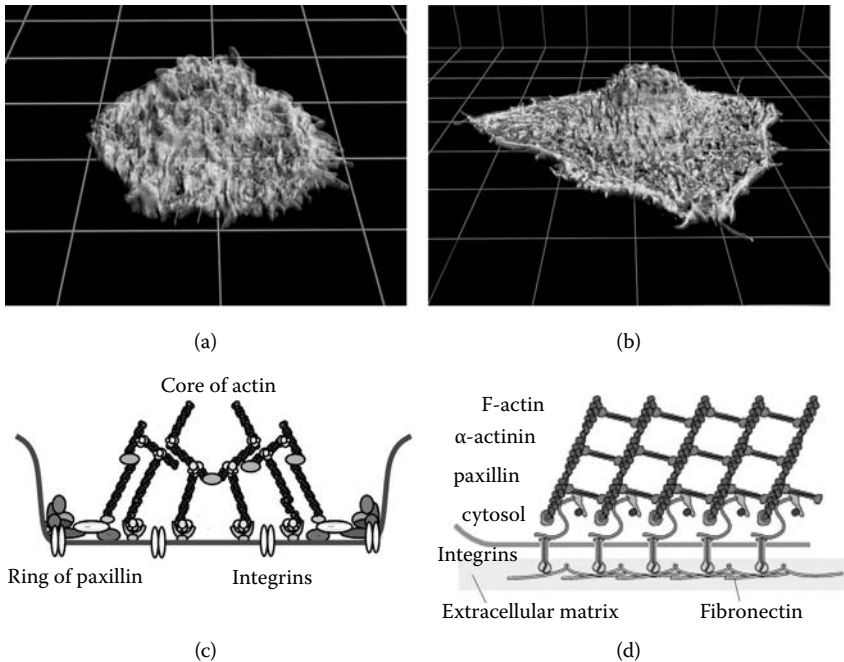 (a)
(b)
Core of actin
Ring of paxillin
Integrins
(c)
F-actin
α-actinin
paxillin
cytosol
Integrins
Extracellular matrix
Fibronectin
(d)